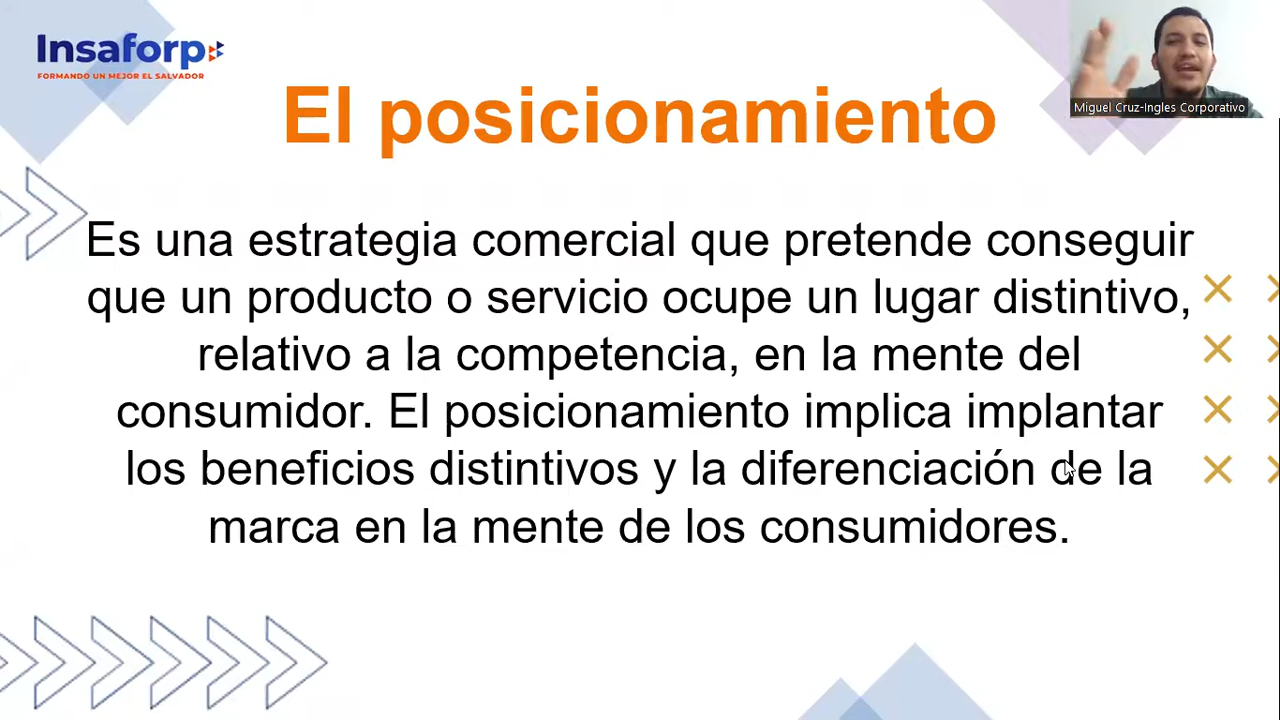 Insaforp
FORMANDO UN MEJOR EL SALVADOR
Miguel Cruz-Ingles Corporativo
El posicionamiento
Es una estrategia comercial que pretende conseguir
que un producto o servicio ocupe un lugar distintivo,
relativo a la competencia, en la mente del
consumidor. El posicionamiento implica implantar
los beneficios distintivos y la diferenciación de la
marca en la mente de los consumidores.